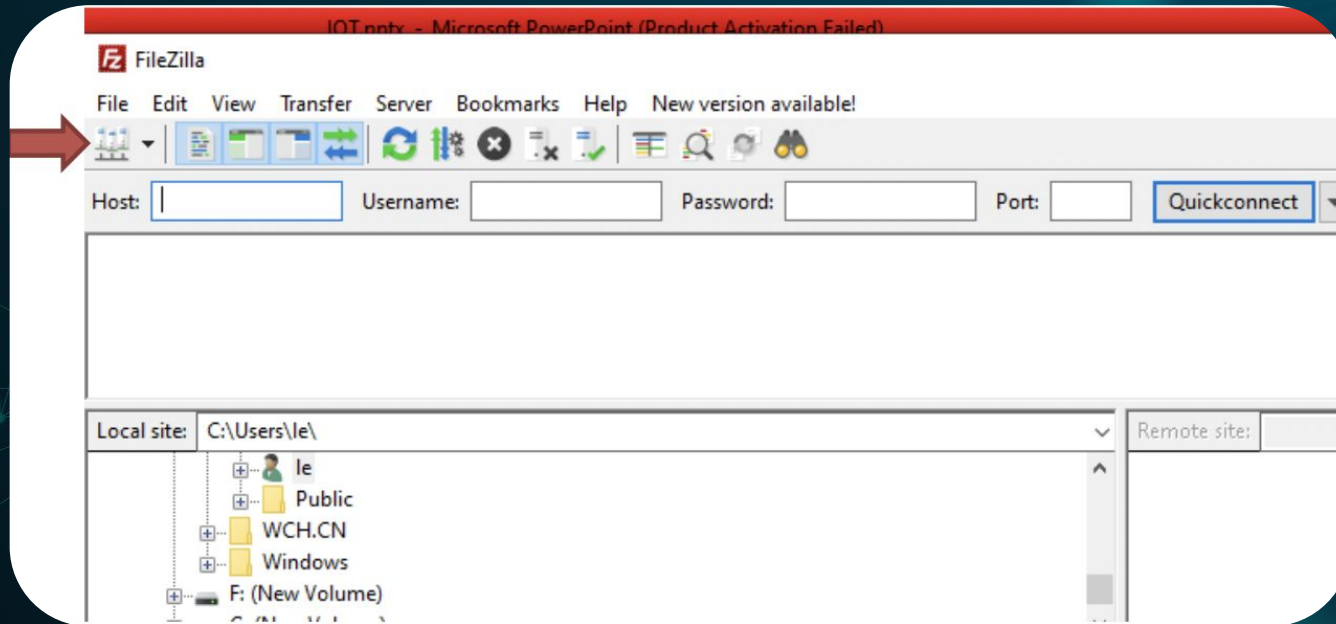 IOT.pptx - Microsoft PowerPoint (Product Activation Failed)
FileZilla
File Edit View Transfer Server Bookmarks Help New version available!
Host: Username: Password: Port: Quickconnect
Local site: C:\Users\le\ Remote site:
le
Public
WCH.CN
Windows
F: (New Volume)